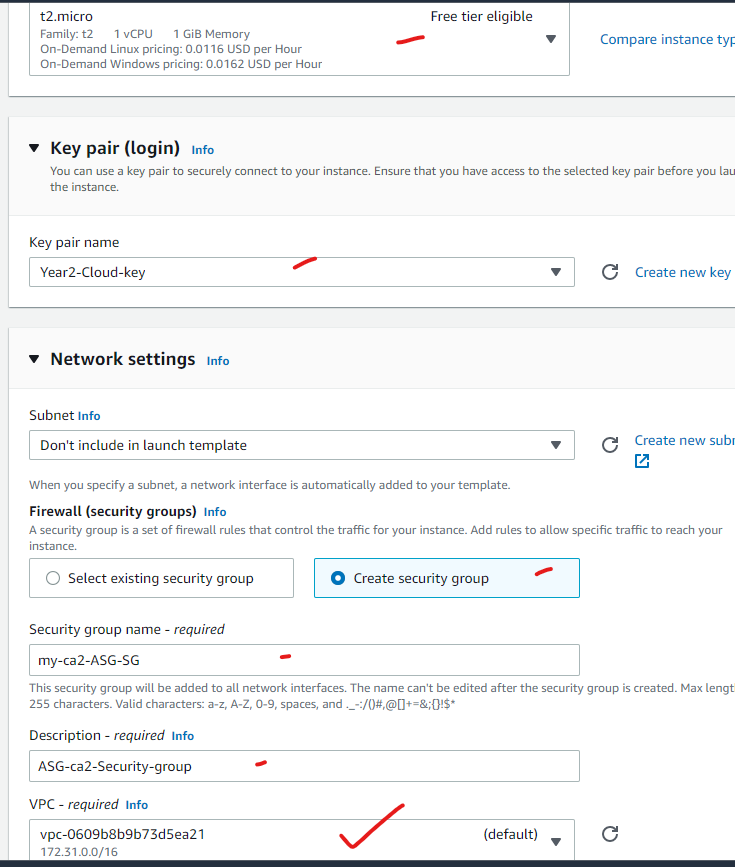 t2.micro Free tier eligible
Family: t2 1 vCPU 1 GiB Memory
On-Demand Linux pricing: 0.0116 USD per Hour
On-Demand Windows pricing: 0.0162 USD per Hour
Compare instance typ
Key pair (login) Info
You can use a key pair to securely connect to your instance. Ensure that you have access to the selected key pair before you lau
the instance.
Key pair name
Year2-Cloud-key
Create new key
Network settings Info
Subnet Info
Don't include in launch template
Create new subn
When you specify a subnet, a network interface is automatically added to your template.
Firewall (security groups) Info
A security group is a set of firewall rules that control the traffic for your instance. Add rules to allow specific traffic to reach your
instance.
Select existing security group
Create security group
Security group name - required
my-ca2-ASG-SG
This security group will be added to all network interfaces. The name can't be edited after the security group is created. Max length
255 characters. Valid characters: a-z, A-Z, 0-9, spaces, and ._-:/()#,@[]+=&;{}!$*
Description - required Info
ASG-ca2-Security-group
VPC - required Info
vpc-0609b8b9b73d5ea21 (default)
172.31.0.0/16